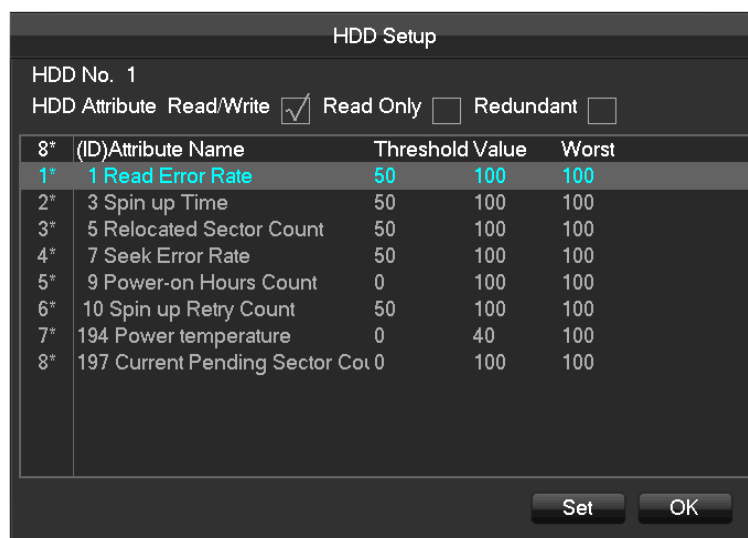 HDD Setup
HDD No. 1
HDD Attribute Read/Write Read Only Redundant
8* (ID)Attribute Name Threshold Value Worst
1* 1 Read Error Rate 50 100 100
2* 3 Spin up Time 50 100 100
3* 5 Relocated Sector Count 50 100 100
4* 7 Seek Error Rate 50 100 100
5* 9 Power-on Hours Count 0 100 100
6* 10 Spin up Retry Count 50 100 100
7* 194 Power temperature 0 40 100
8* 197 Current Pending Sector Cou 0 100 100
Set OK